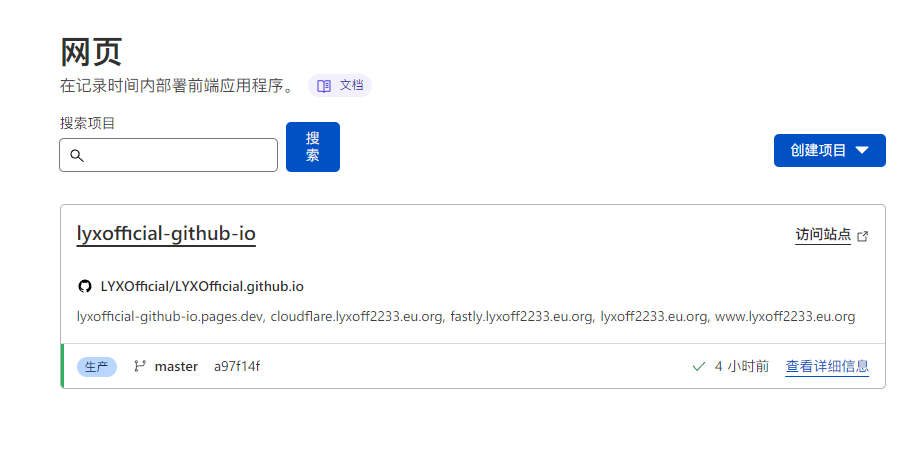 网页
在记录时间内部署前端应用程序。 文档
搜索项目
搜
索
创建项目
lyxofficial-github-io
访问站点
LYXOfficial/LYXOfficial.github.io
lyxofficial-github-io.pages.dev, cloudflare.lyxoff2233.eu.org, fastly.lyxoff2233.eu.org, lyxoff2233.eu.org, www.lyxoff2233.eu.org
生产 master a97f14f 4 小时前 查看详细信息